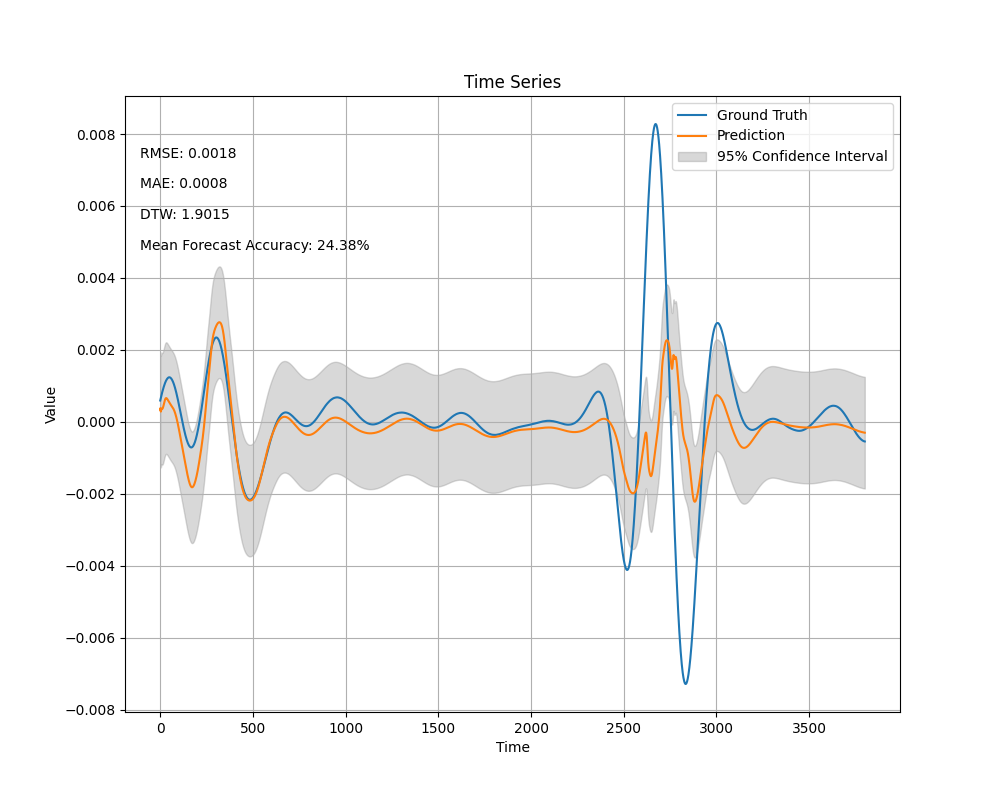 Time Series
Ground Truth
Prediction
95% Confidence Interval
RMSE: 0.0018
MAE: 0.0008
DTW: 1.9015
Mean Forecast Accuracy: 24.38%
Value
0.008
0.006
0.004
0.002
0.000
−0.002
−0.004
−0.006
−0.008
0 500 1000 1500 2000 2500 3000 3500
Time